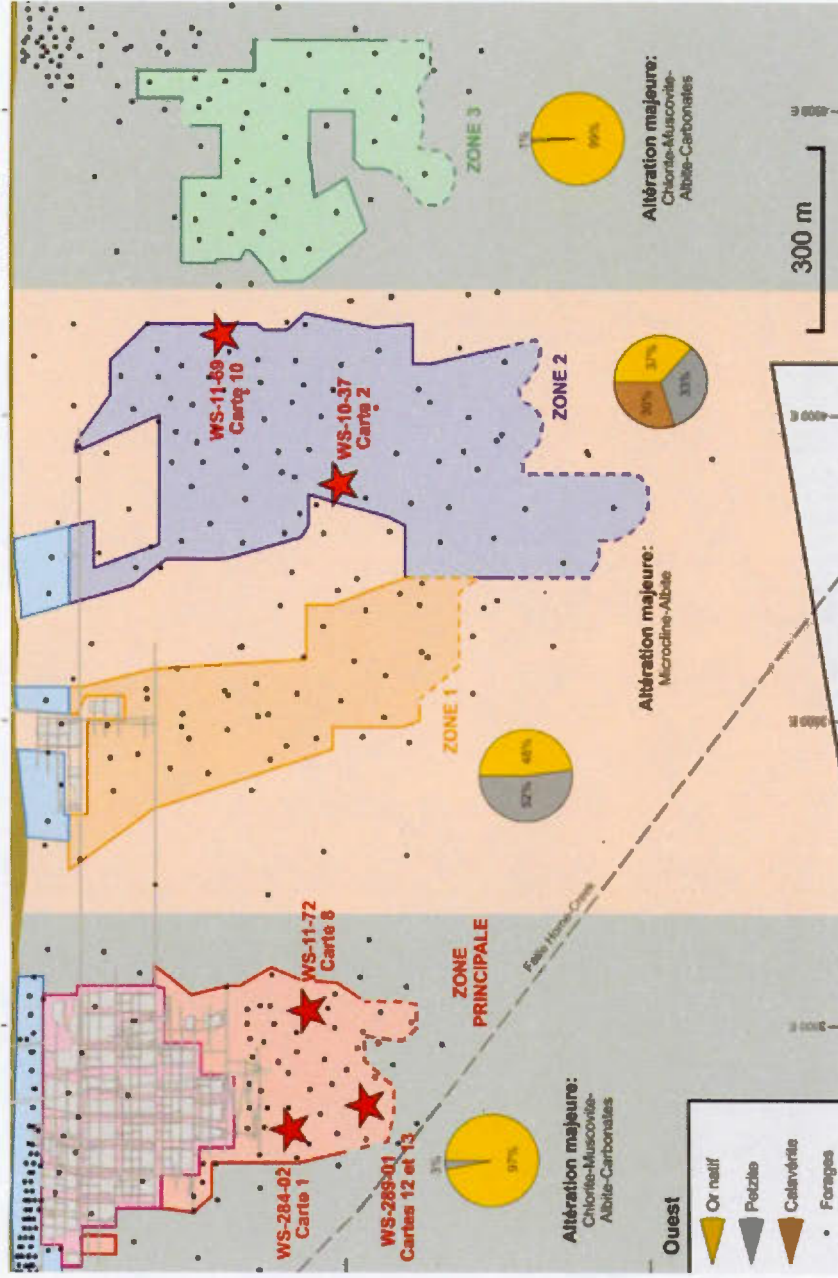 WS-284-02
Carte 1
WS-289-01
Cartes 12 et 13
WS-11-72
Carte 8
ZONE
PRINCIPALE
3%
97%
Altération majeure:
Chlorite-Muscovite-
Albite-Carbonates
ZONE 1
52%
48%
Altération majeure:
Microcline-Albite
WS-11-69
Carte 10
WS-10-37
Carte 2
ZONE 2
30%
37%
33%
ZONE 3
1%
99%
Altération majeure:
Chlorite-Muscovite-
Albite-Carbonates
300 m
Ouest
Or natif
Petzite
Calavérite
Forages